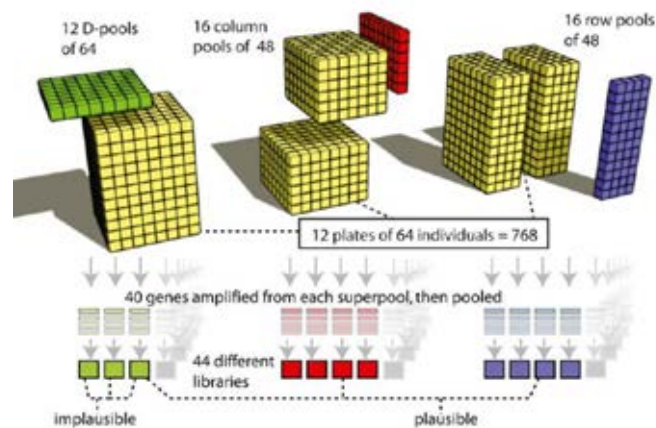 12 D-pools
of 64
16 column
pools of 48
16 row pools
of 48
12 plates of 64 individuals = 768
40 genes amplified from each superpool, then pooled
44 different
libraries
implausible
plausible